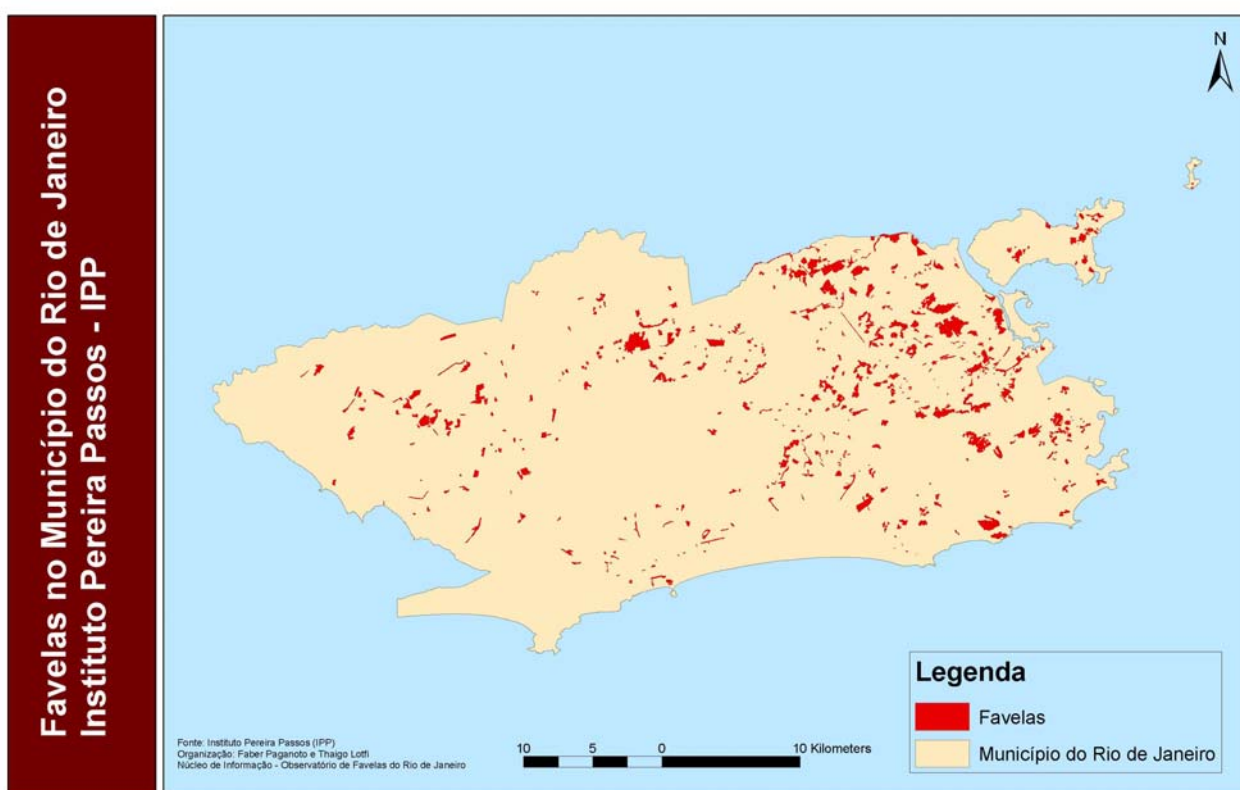 Favelas no Município do Rio de Janeiro
Instituto Pereira Passos - IPP
N
Legenda
Favelas
Município do Rio de Janeiro
Fonte: Instituto Pereira Passos (IPP)
Organização: Faber Paganoto e Thaigo Lotfi
Núcleo de Informação - Observatório de Favelas do Rio de Janeiro
10 5 0 10 Kilometers